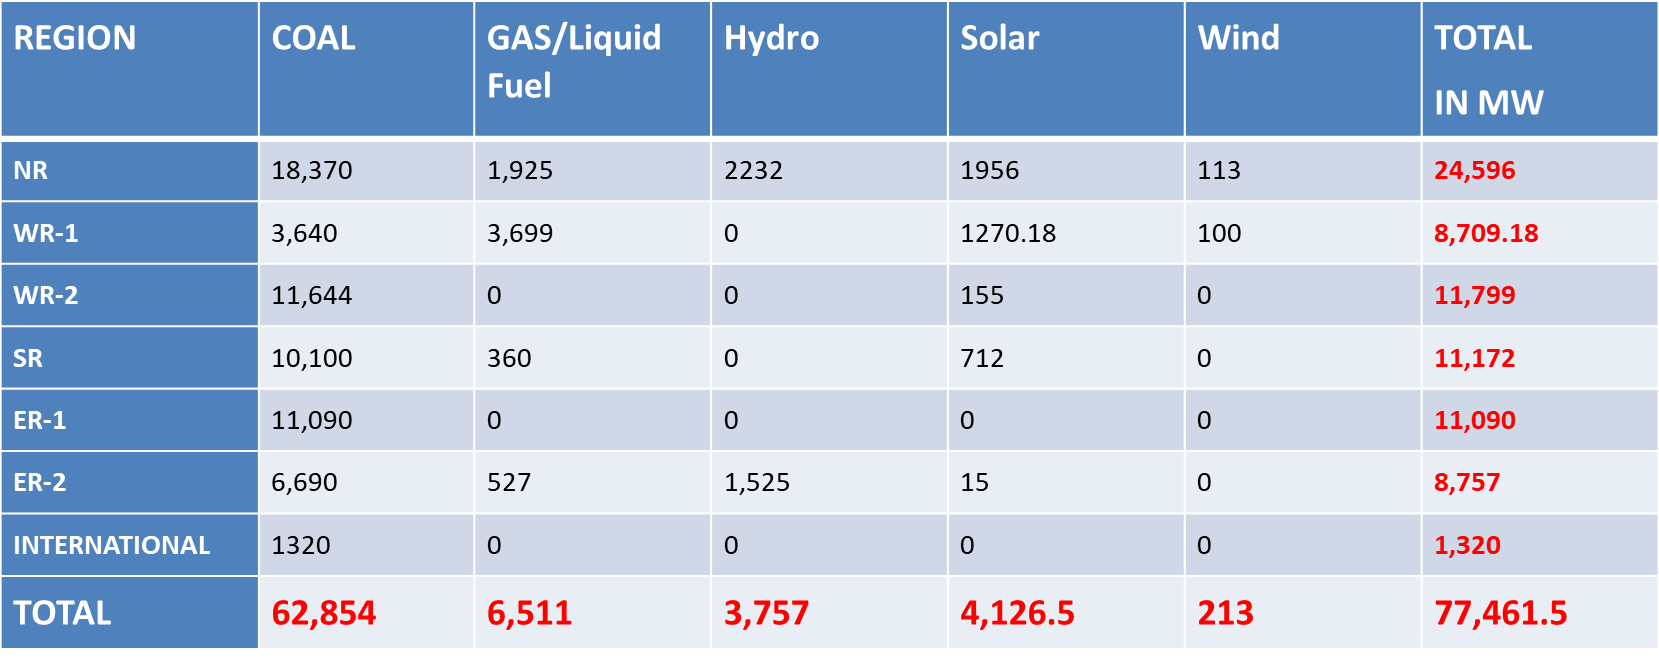 REGION COAL GAS/Liquid Fuel Hydro Solar Wind TOTAL IN MW
NR 18,370 1,925 2232 1956 113 24,596
WR-1 3,640 3,699 0 1270.18 100 8,709.18
WR-2 11,644 0 0 155 0 11,799
SR 10,100 360 0 712 0 11,172
ER-1 11,090 0 0 0 0 11,090
ER-2 6,690 527 1,525 15 0 8,757
INTERNATIONAL 1320 0 0 0 0 1,320
TOTAL 62,854 6,511 3,757 4,126.5 213 77,461.5